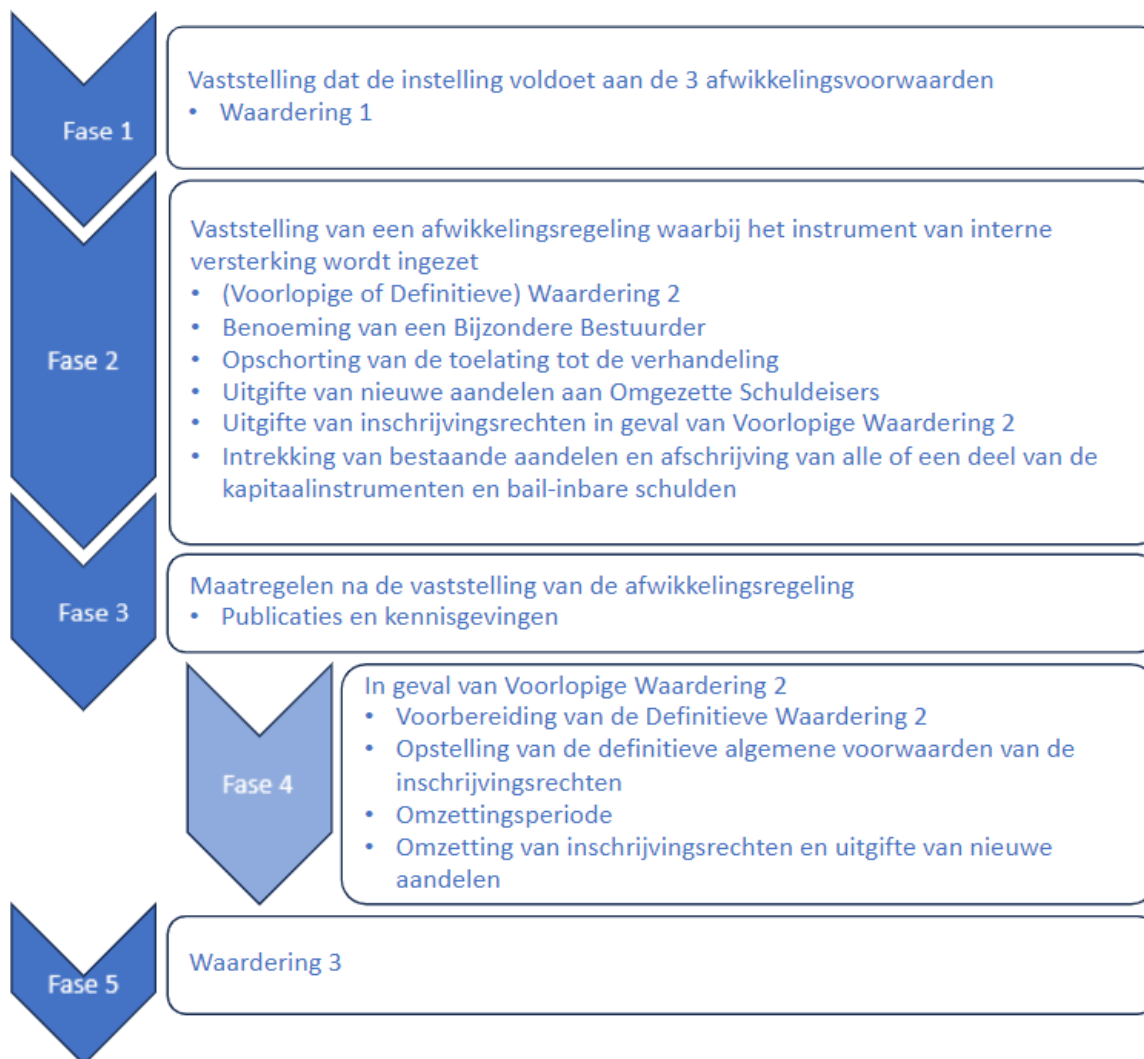 Fase 1
Vaststelling dat de instelling voldoet aan de 3 afwikkelingsvoorwaarden
• Waardering 1
Fase 2
Vaststelling van een afwikkelingsregeling waarbij het instrument van interne
versterking wordt ingezet
• (Voorlopige of Definitieve) Waardering 2
• Benoeming van een Bijzondere Bestuurder
• Opschorting van de toelating tot de verhandeling
• Uitgifte van nieuwe aandelen aan Omgezette Schuldeisers
• Uitgifte van inschrijvingsrechten in geval van Voorlopige Waardering 2
• Intrekking van bestaande aandelen en afschrijving van alle of een deel van de
kapitaalinstrumenten en bail-inbare schulden
Fase 3
Maatregelen na de vaststelling van de afwikkelingsregeling
• Publicaties en kennisgevingen
Fase 4
In geval van Voorlopige Waardering 2
• Voorbereiding van de Definitieve Waardering 2
• Opstelling van de definitieve algemene voorwaarden van de
inschrijvingsrechten
• Omzettingsperiode
• Omzetting van inschrijvingsrechten en uitgifte van nieuwe
aandelen
Fase 5
Waardering 3